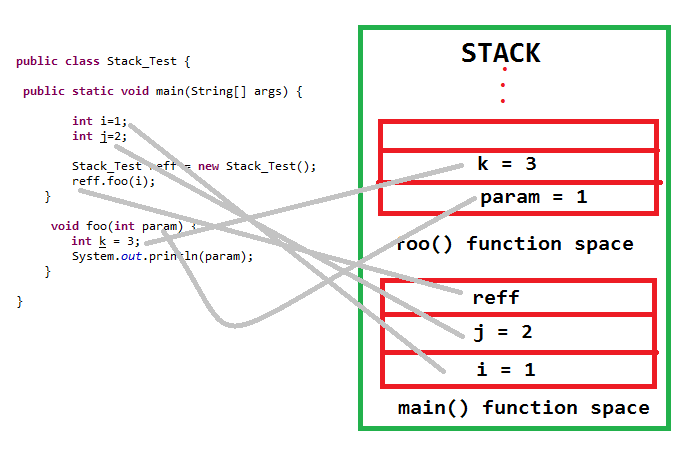 public class Stack_Test {
public static void main(String[] args) {
int i=1;
int j=2;
Stack_Test reff = new Stack_Test();
reff.foo(i);
}
void foo(int param) {
int k = 3;
System.out.println(param);
}
}
STACK
k = 3
param = 1
foo() function space
reff
j = 2
i = 1
main() function space